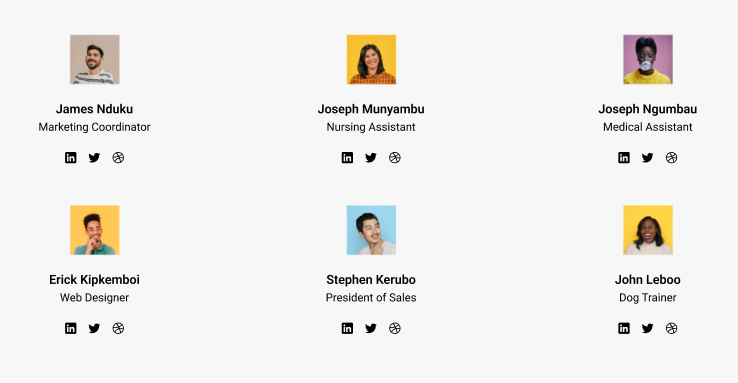 James Nduku
Marketing Coordinator
Joseph Munyambu
Nursing Assistant
Joseph Ngumbau
Medical Assistant
Erick Kipkemboi
Web Designer
Stephen Kerubo
President of Sales
John Leboo
Dog Trainer